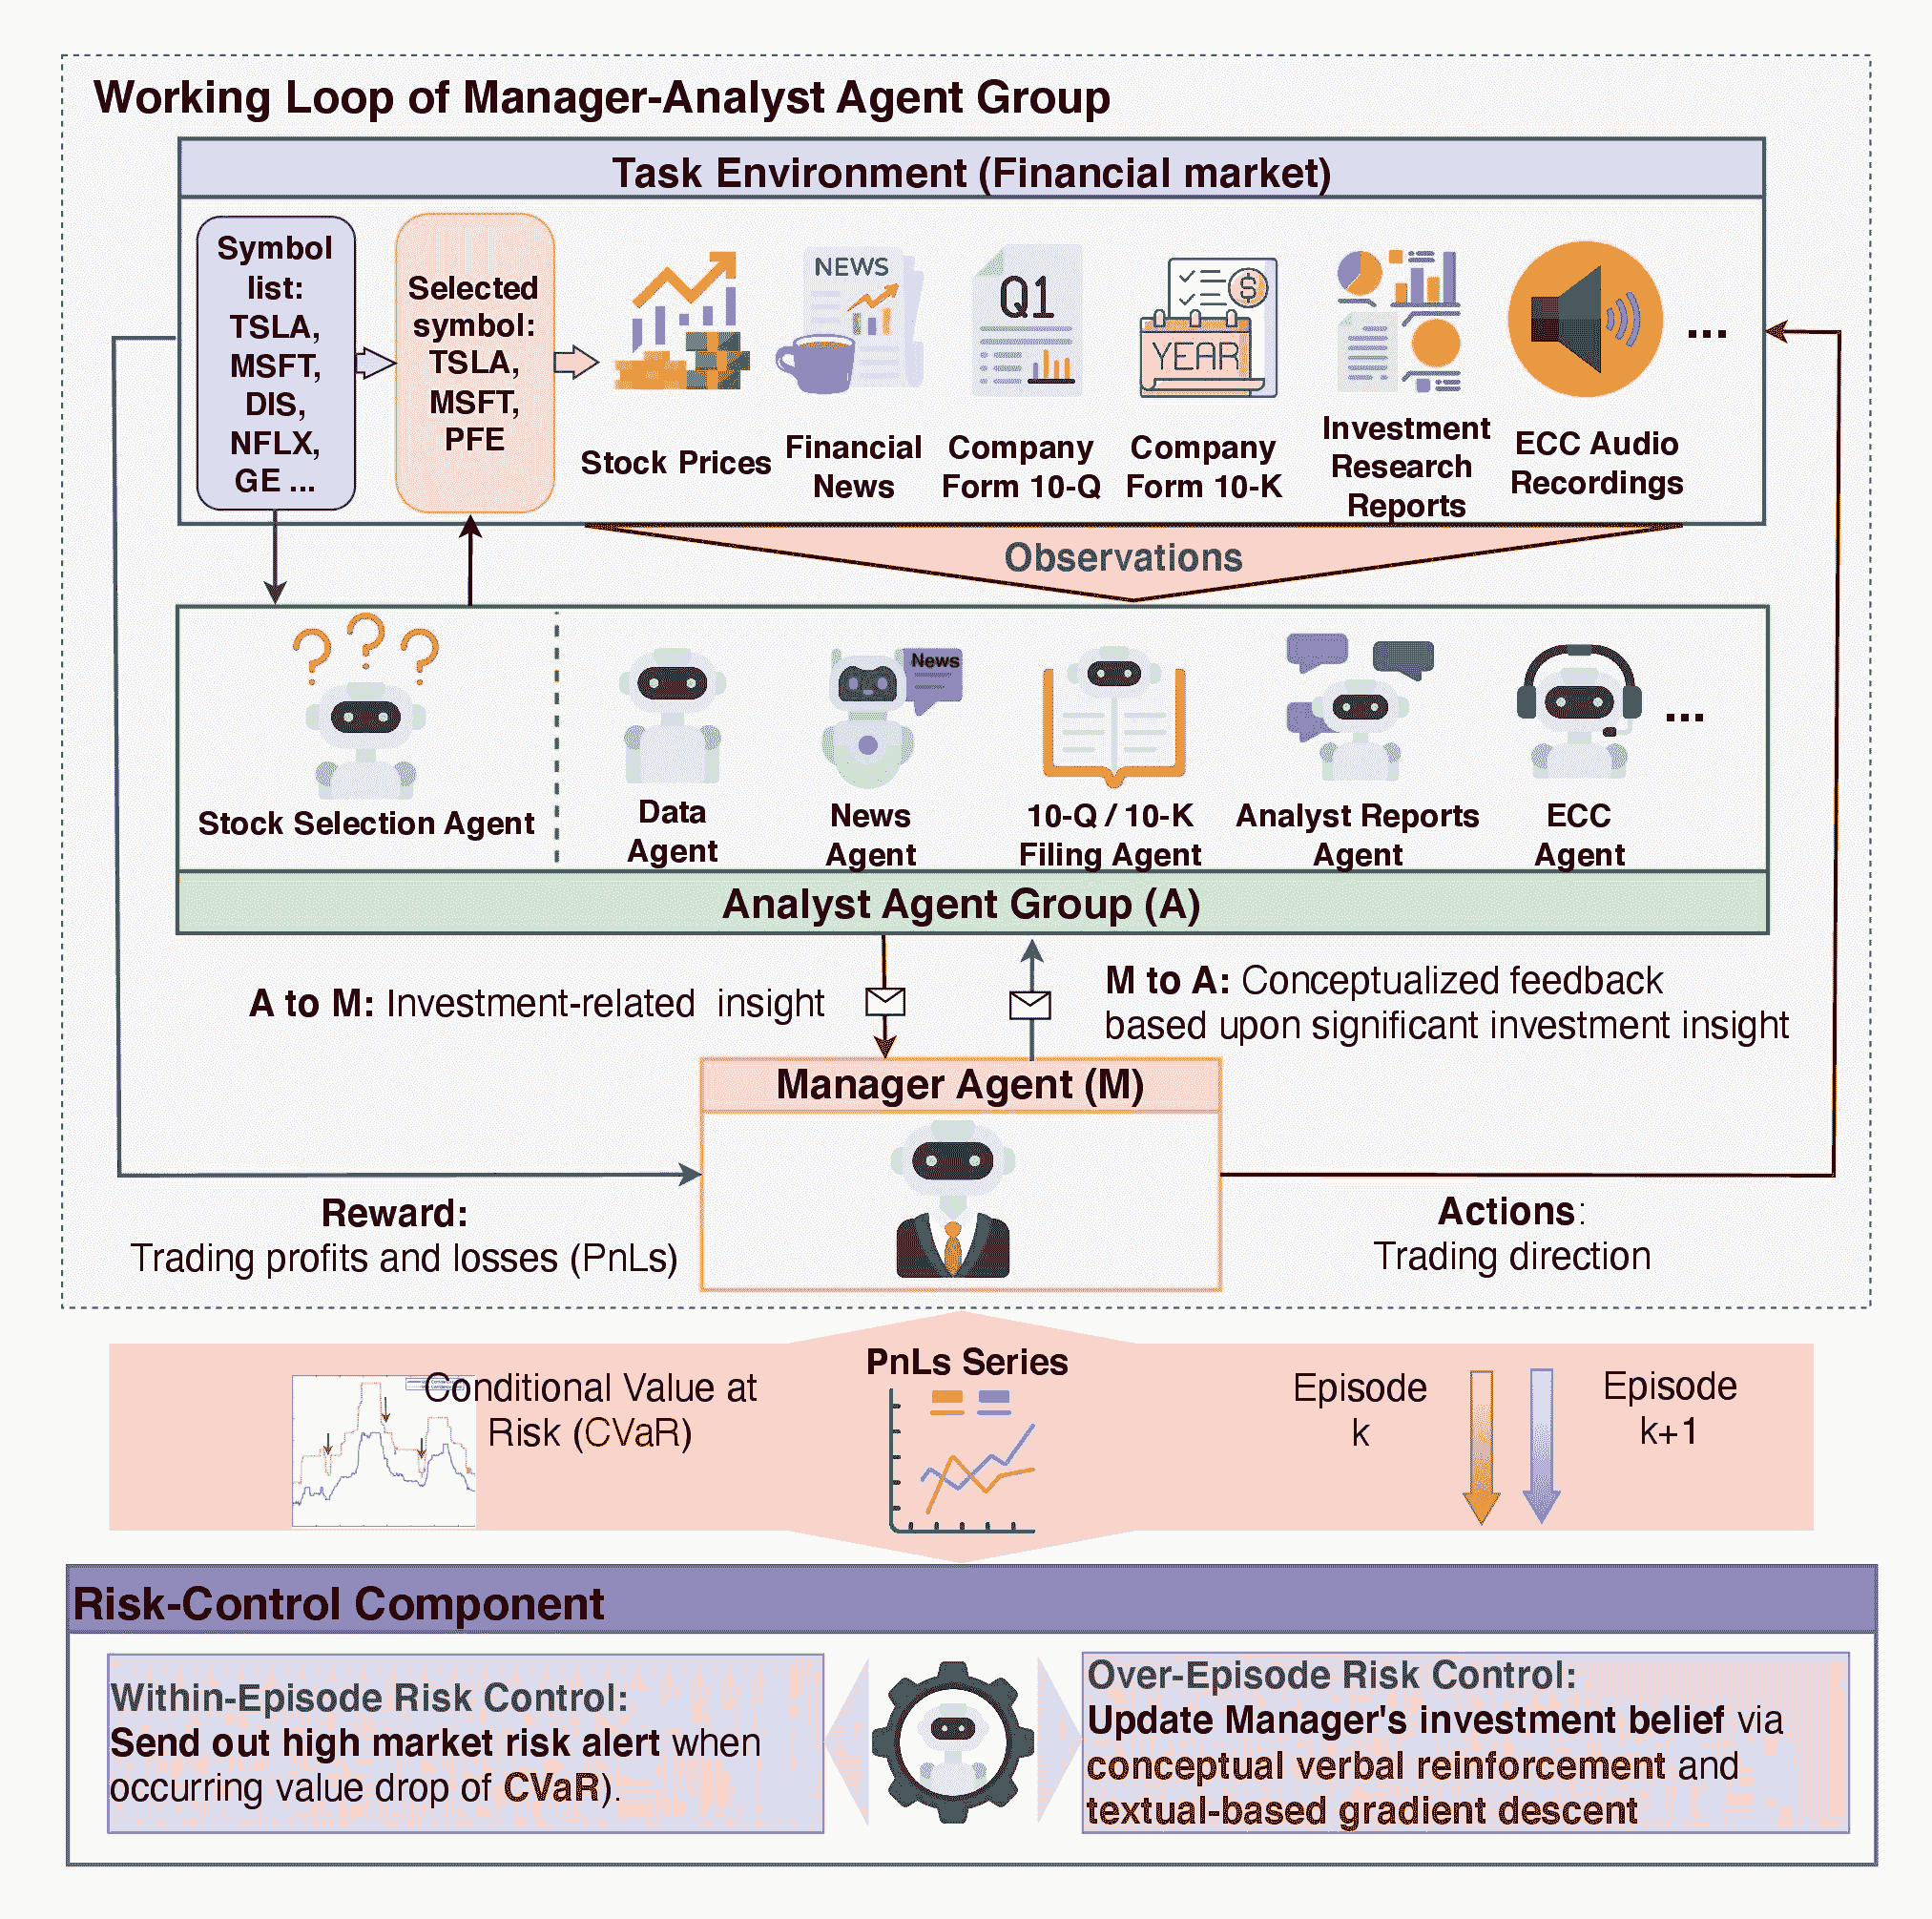 Working Loop of Manager-Analyst Agent Group
Task Environment (Financial market)
Symbol
list:
TSLA,
MSFT,
DIS,
NFLX,
GE ...
Selected
symbol:
TSLA,
MSFT,
PFE
Stock Prices
NEWS
Financial
News
Q1
Company
Form 10-Q
YEAR
Company
Form 10-K
Investment
Research
Reports
ECC Audio
Recordings
...
Observations
Stock Selection Agent
Data
Agent
News
News
Agent
10-Q / 10-K
Filing Agent
Analyst Reports
Agent
ECC
Agent
...
Analyst Agent Group (A)
A to M: Investment-related insight
M to A: Conceptualized feedback
based upon significant investment insight
Manager Agent (M)
Reward:
Trading profits and losses (PnLs)
Actions:
Trading direction
Conditional Value at
Risk (CVaR)
PnLs Series
Episode
k
Episode
k+1
Risk-Control Component
Within-Episode Risk Control:
Send out high market risk alert when
occurring value drop of CVaR).
Over-Episode Risk Control:
Update Manager's investment belief via
conceptual verbal reinforcement and
textual-based gradient descent